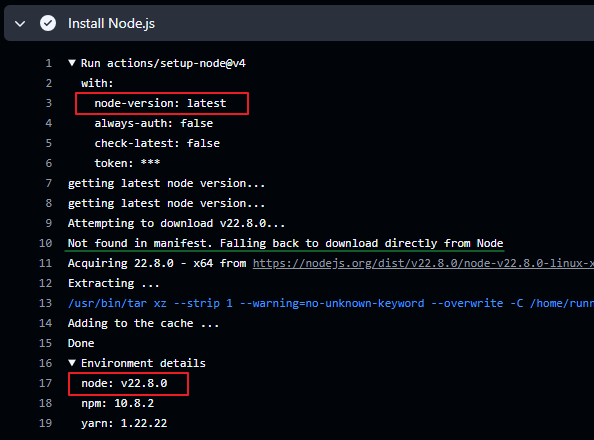 Install Node.js
1 ▼ Run actions/setup-node@v4
2 with:
3 node-version: latest
4 always-auth: false
5 check-latest: false
6 token: ***
7 getting latest node version...
8 getting latest node version...
9 Attempting to download v22.8.0...
10 Not found in manifest. Falling back to download directly from Node
11 Acquiring 22.8.0 - x64 from https://nodejs.org/dist/v22.8.0/node-v22.8.0-linux-x
12 Extracting ...
13 /usr/bin/tar xz --strip 1 --warning=no-unknown-keyword --overwrite -C /home/runn
14 Adding to the cache ...
15 Done
16 ▼ Environment details
17 node: v22.8.0
18 npm: 10.8.2
19 yarn: 1.22.22